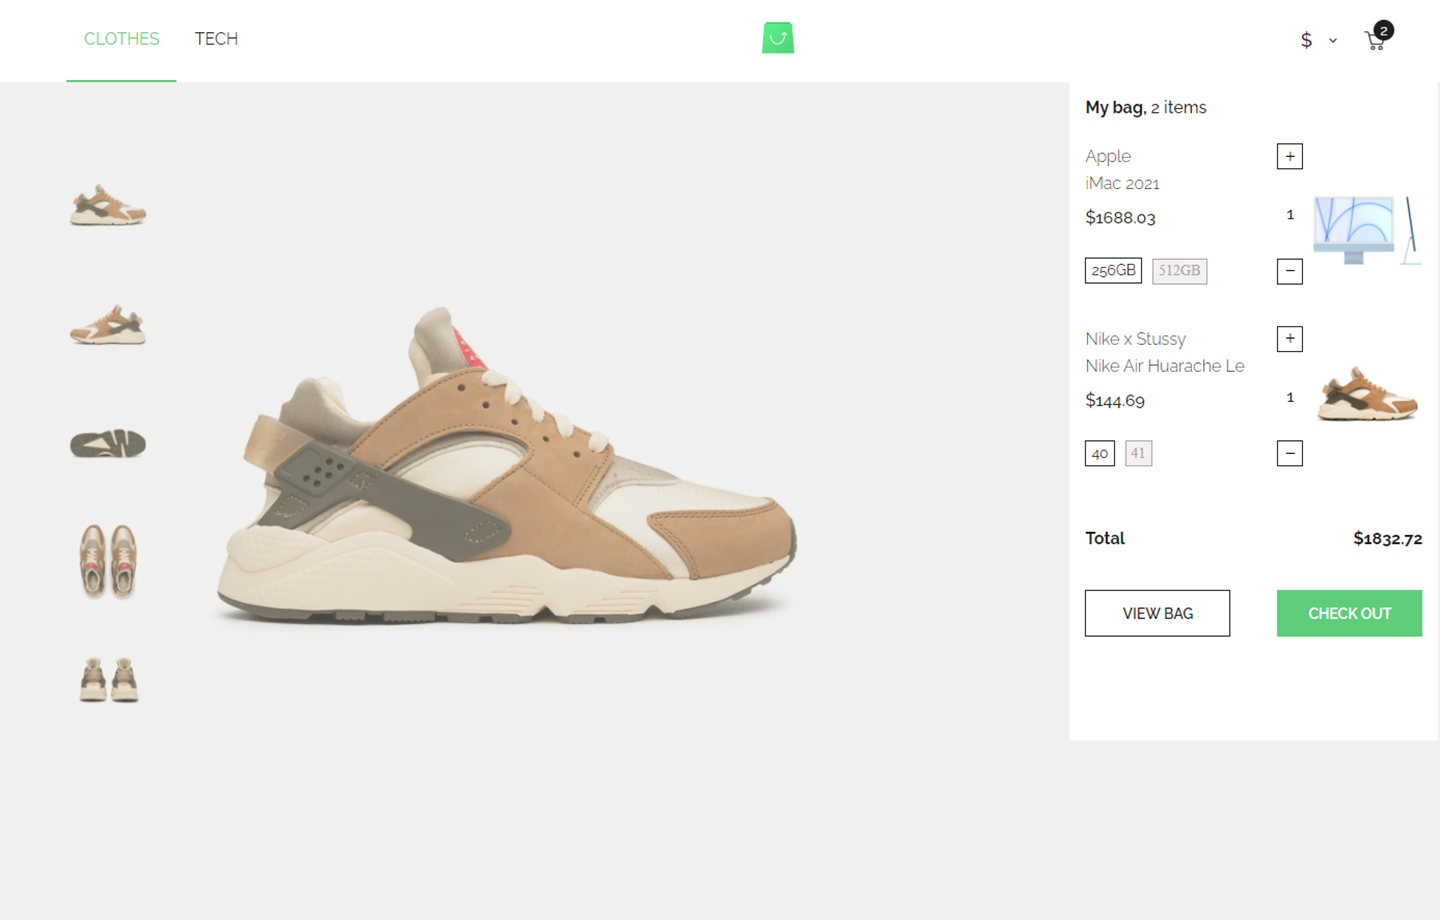 CLOTHES TECH $ 2
My bag, 2 items
Apple +
iMac 2021
$1688.03 1
256GB 512GB −
Nike x Stussy +
Nike Air Huarache Le
$144.69 1
40 41 −
Total $1832.72
VIEW BAG CHECK OUT